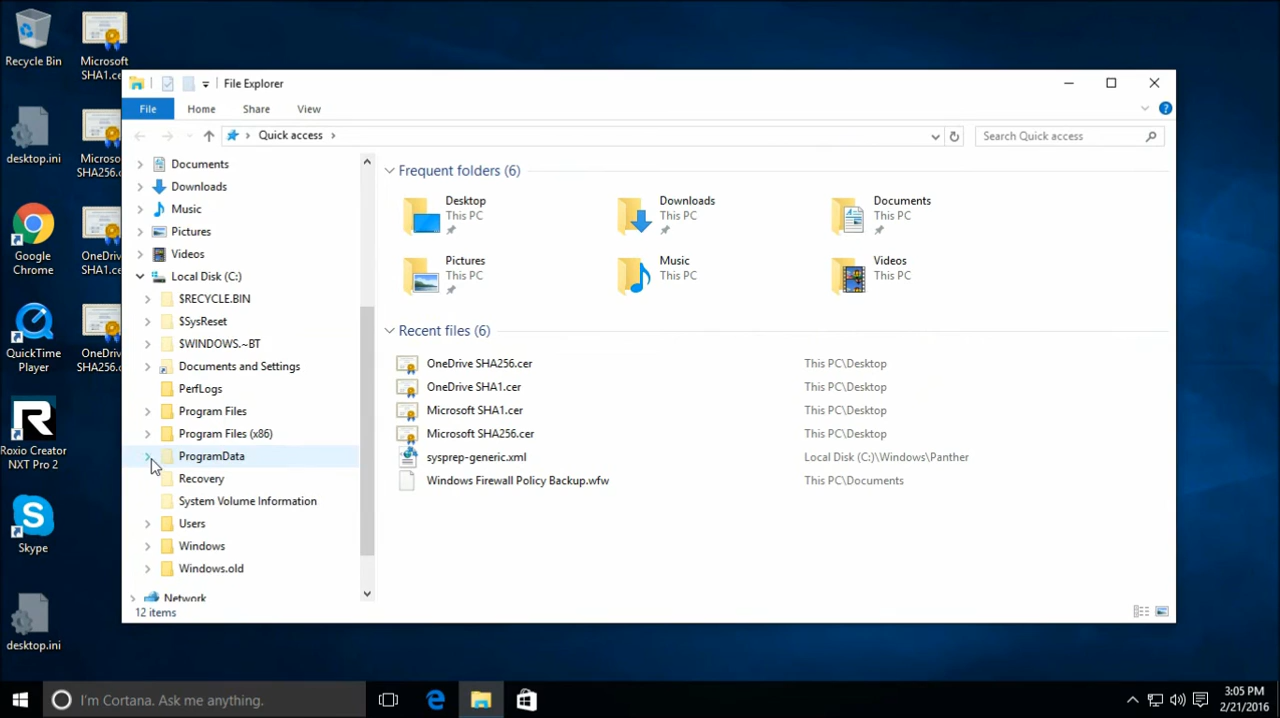 Recycle Bin
Microsoft
SHA1.ce
desktop.ini
Micros
SHA256.c
Google
Chrome
OneDriv
SHA1.ce
QuickTime
Player
OneDri
SHA256.c
Roxio Creator
NXT Pro 2
Skype
desktop.ini
File Explorer
File
Home
Share
View
Quick access
Search Quick access
Documents
Downloads
Music
Pictures
Videos
Local Disk (C:)
$RECYCLE.BIN
$SysReset
$WINDOWS.~BT
Documents and Settings
PerfLogs
Program Files
Program Files (x86)
ProgramData
Recovery
System Volume Information
Users
Windows
Windows.old
Network
12 items
Frequent folders (6)
Desktop
This PC
Downloads
This PC
Documents
This PC
Pictures
This PC
Music
This PC
Videos
This PC
Recent files (6)
OneDrive SHA256.cer This PC\Desktop
OneDrive SHA1.cer This PC\Desktop
Microsoft SHA1.cer This PC\Desktop
Microsoft SHA256.cer This PC\Desktop
sysprep-generic.xml Local Disk (C:)\Windows\Panther
Windows Firewall Policy Backup.wfw This PC\Documents
I'm Cortana. Ask me anything.
3:05 PM
2/21/2016